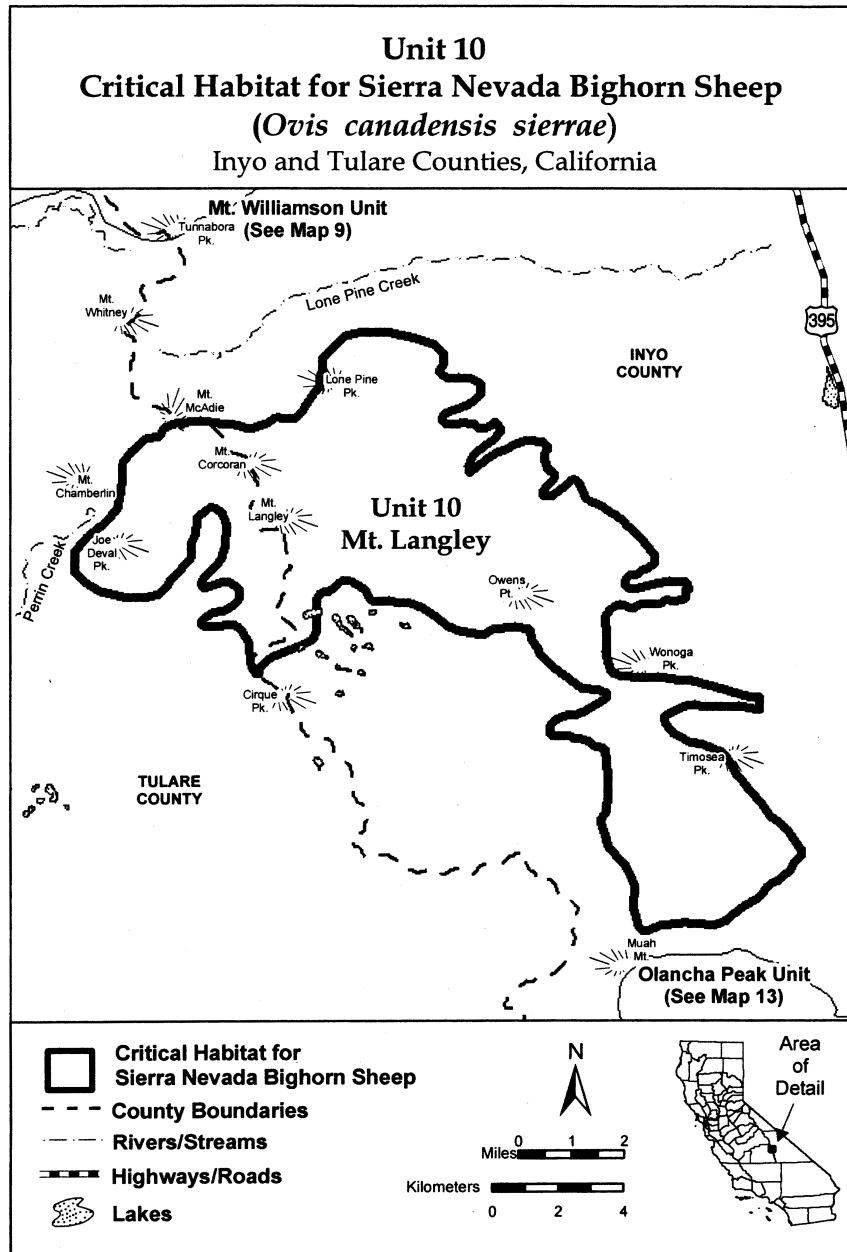 Unit 10
Critical Habitat for Sierra Nevada Bighorn Sheep
(Ovis canadensis sierrae)
Inyo and Tulare Counties, California
Mt. Williamson Unit
(See Map 9)
Tunnabora
Pk.
Mt.
Whitney
Lone Pine Creek
395
INYO
COUNTY
Lone Pine
Pk.
Mt.
McAdie
Mt.
Corcoran
Mt.
Chamberlin
Mt.
Langley
Unit 10
Mt. Langley
Joe
Deval
Pk.
Perrin Creek
Owens
Pt.
Wonoga
Pk.
Cirque
Pk.
Timosea
Pk.
TULARE
COUNTY
Muah
Mt.
Olancha Peak Unit
(See Map 13)
Critical Habitat for
Sierra Nevada Bighorn Sheep
County Boundaries
Rivers/Streams
Highways/Roads
Lakes
N
0 1 2
Miles
Kilometers
0 2 4
Area
of
Detail